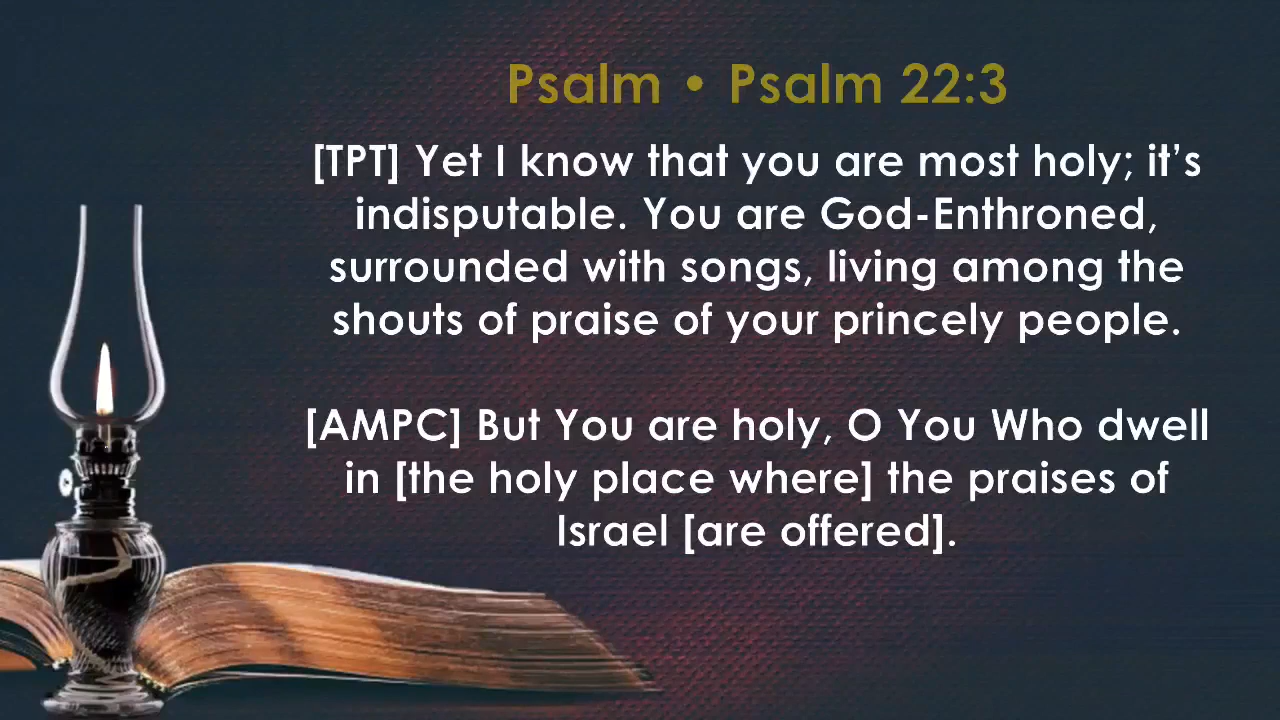 Psalm • Psalm 22:3
[TPT] Yet I know that you are most holy; it’s
indisputable. You are God-Enthroned,
surrounded with songs, living among the
shouts of praise of your princely people.
[AMPC] But You are holy, O You Who dwell
in [the holy place where] the praises of
Israel [are offered].